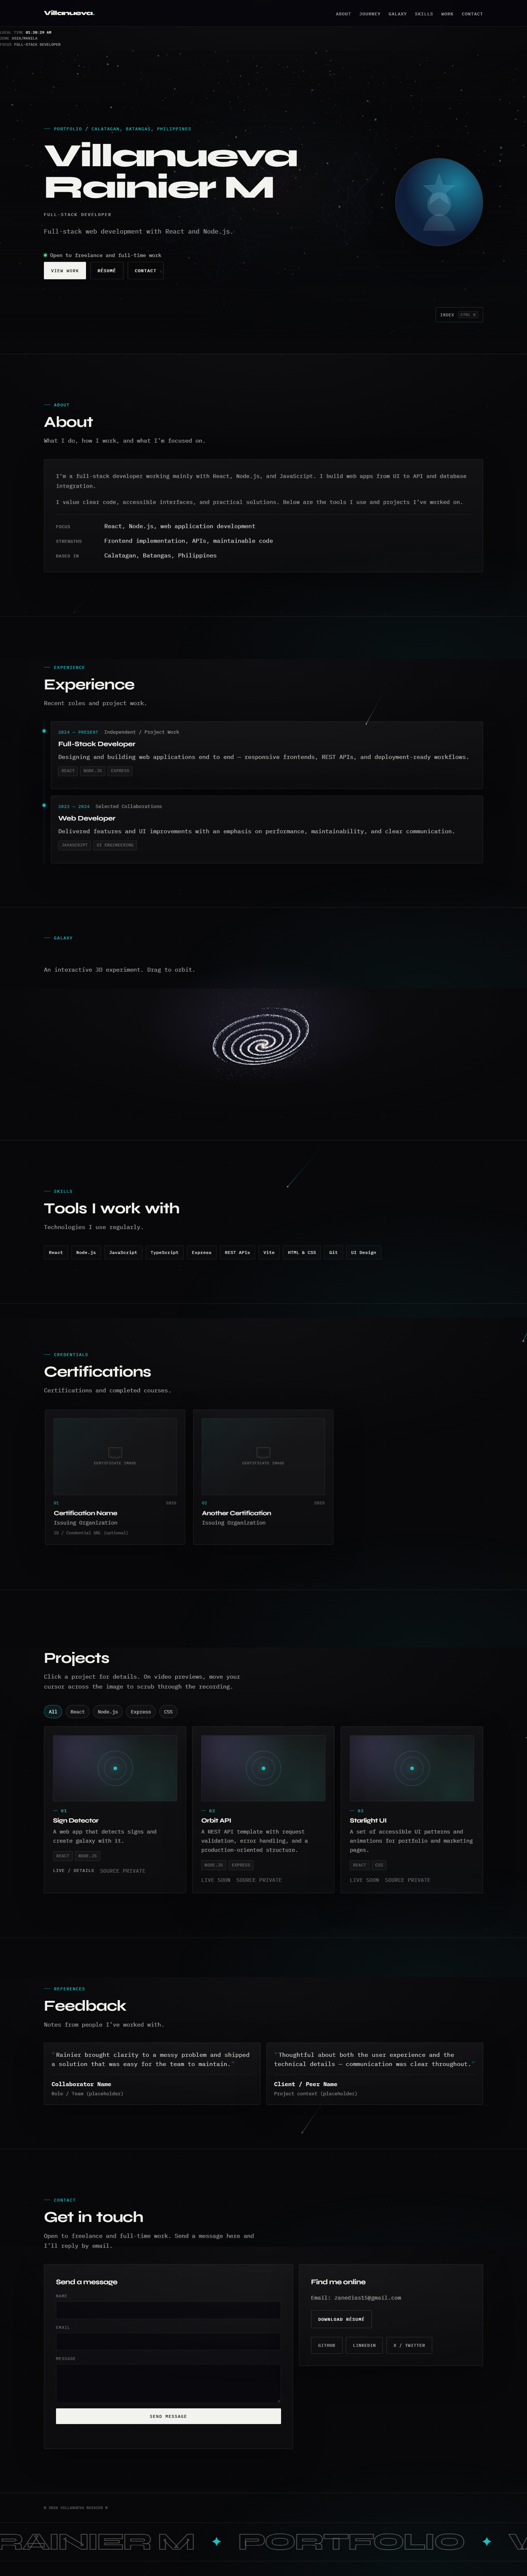 Villanueva.
ABOUT JOURNEY GALAXY SKILLS WORK CONTACT
LOCAL TIME 01:30:29 AM
ZONE ASIA/MANILA
FOCUS FULL-STACK DEVELOPER
PORTFOLIO / CALATAGAN, BATANGAS, PHILIPPINES
Villanueva
Rainier M
FULL-STACK DEVELOPER
Full-stack web development with React and Node.js.
Open to freelance and full-time work
VIEW WORK RÉSUMÉ CONTACT
INDEX CTRL K
ABOUT
About
What I do, how I work, and what I'm focused on.
I'm a full-stack developer working mainly with React, Node.js, and JavaScript. I build web apps from UI to API and database
integration.
I value clear code, accessible interfaces, and practical solutions. Below are the tools I use and projects I've worked on.
FOCUS React, Node.js, web application development
STRENGTHS Frontend implementation, APIs, maintainable code
BASED IN Calatagan, Batangas, Philippines
EXPERIENCE
Experience
Recent roles and project work.
2024 — PRESENT Independent / Project Work
Full-Stack Developer
Designing and building web applications end to end — responsive frontends, REST APIs, and deployment-ready workflows.
REACT NODE.JS EXPRESS
2023 — 2024 Selected Collaborations
Web Developer
Delivered features and UI improvements with an emphasis on performance, maintainability, and clear communication.
JAVASCRIPT UI ENGINEERING
GALAXY
An interactive 3D experiment. Drag to orbit.
SKILLS
Tools I work with
Technologies I use regularly.
React Node.js JavaScript TypeScript Express REST APIs Vite HTML & CSS Git UI Design
CREDENTIALS
Certifications
Certifications and completed courses.
CERTIFICATE IMAGE CERTIFICATE IMAGE
01 02
Certification Name Another Certification
Issuing Organization Issuing Organization
ID / Credential URL (optional)
Projects
Click a project for details. On video previews, move your
cursor across the image to scrub through the recording.
All React Node.js Express CSS
01
Sign Detector
A web app that detects signs and
create galaxy with it.
REACT NODE.JS
LIVE / DETAILS SOURCE PRIVATE
02
Orbit API
A REST API template with request
validation, error handling, and a
production-oriented structure.
NODE.JS EXPRESS
LIVE SOON SOURCE PRIVATE
03
Starlight UI
A set of accessible UI patterns and
animations for portfolio and marketing
pages.
REACT CSS
LIVE SOON SOURCE PRIVATE
REFERENCES
Feedback
Notes from people I've worked with.
"Rainier brought clarity to a messy problem and shipped
a solution that was easy for the team to maintain."
Collaborator Name
Role / Team (placeholder)
"Thoughtful about both the user experience and the
technical details — communication was clear throughout."
Client / Peer Name
Project context (placeholder)
CONTACT
Get in touch
Open to freelance and full-time work. Send a message here and
I'll reply by email.
Send a message
NAME
EMAIL
MESSAGE
SEND MESSAGE
Find me online
Email: zanedias15@gmail.com
DOWNLOAD RÉSUMÉ
GITHUB LINKEDIN X / TWITTER
VILLANUEVA RAINIER M
RAINIER M ✦ PORTFOLIO ✦ V